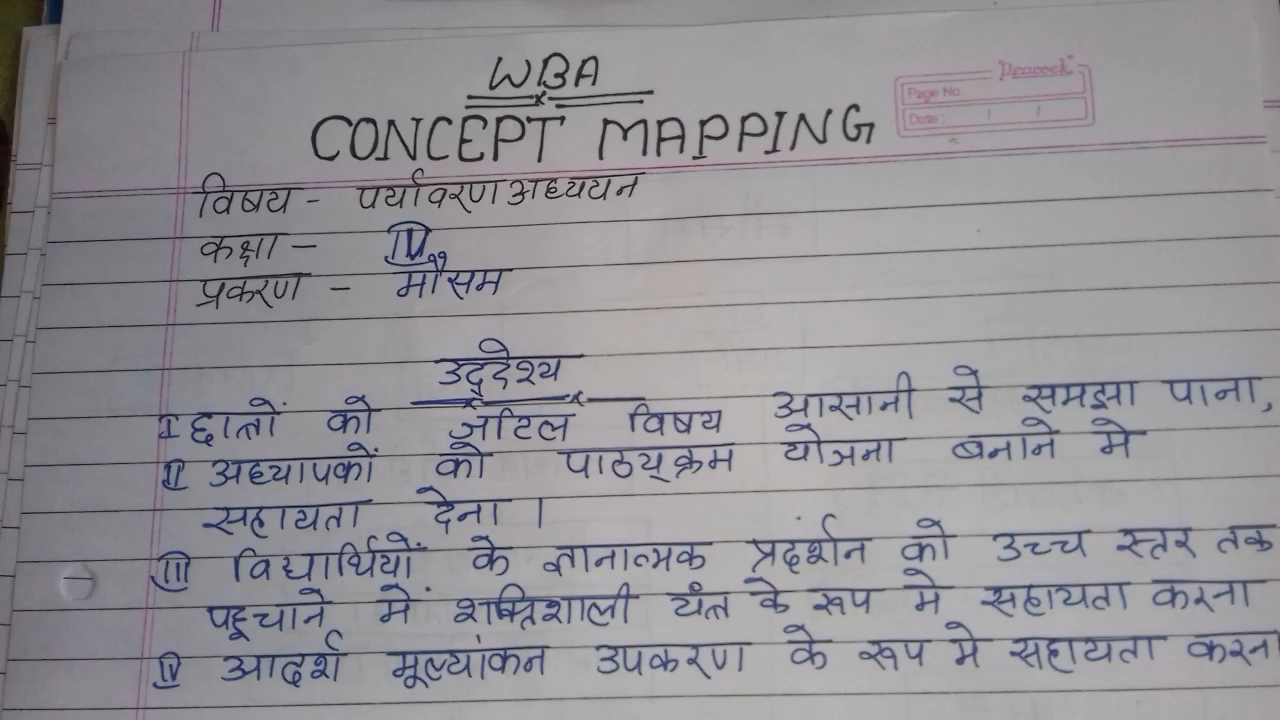 WBA
CONCEPT MAPPING
Peacock
Page No.
Date:
विषय - पर्यावरण अध्ययन
कक्षा - IV
प्रकरण - मौसम
उद्देश्य
I छात्रों को जटिल विषय आसानी से समझा पाना,
II अध्यापकों को पाठयक्रम योजना बनाने मे
सहायता देना ।
III विद्यार्थियों के ज्ञानात्मक प्रदर्शन को उच्च स्तर तक
पहूचाने में शक्तिशाली यंत्र के रूप मे सहायता करना
IV आदर्श मूल्यांकन उपकरण के रूप मे सहायता करना